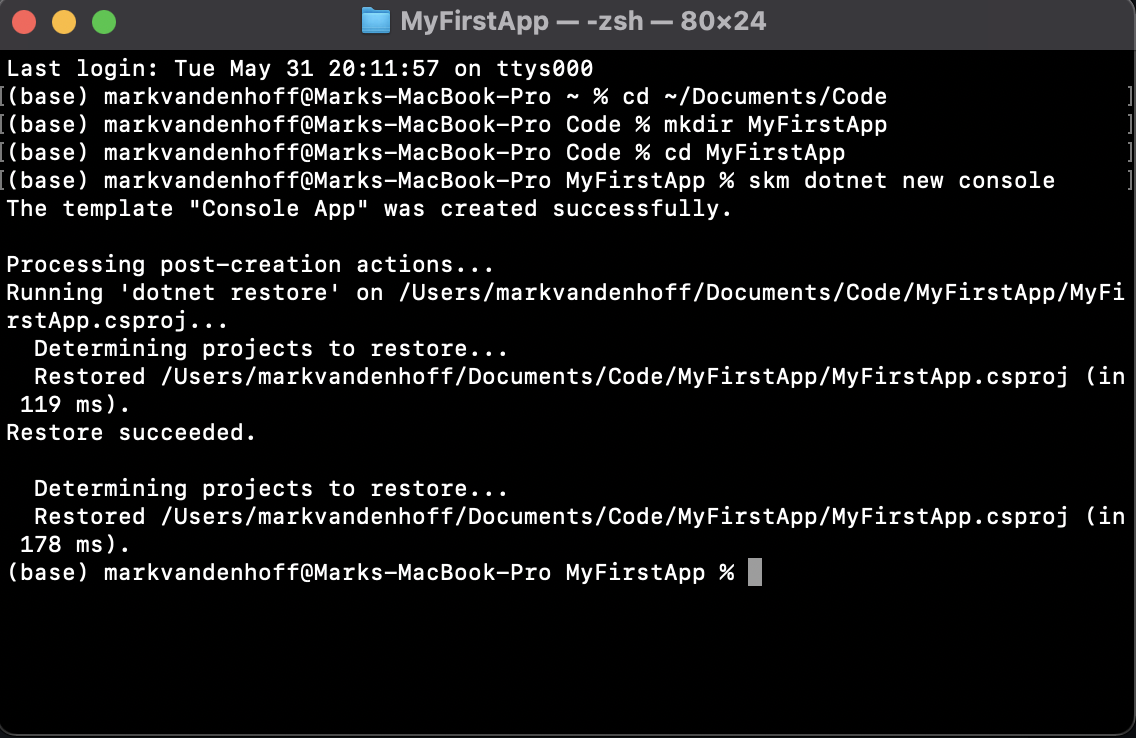 MyFirstApp — -zsh — 80×24
Last login: Tue May 31 20:11:57 on ttys000
[(base) markvandenhoff@Marks-MacBook-Pro ~ % cd ~/Documents/Code ]
[(base) markvandenhoff@Marks-MacBook-Pro Code % mkdir MyFirstApp ]
[(base) markvandenhoff@Marks-MacBook-Pro Code % cd MyFirstApp ]
[(base) markvandenhoff@Marks-MacBook-Pro MyFirstApp % skm dotnet new console ]
The template "Console App" was created successfully.

Processing post-creation actions...
Running 'dotnet restore' on /Users/markvandenhoff/Documents/Code/MyFirstApp/MyFi
rstApp.csproj...
  Determining projects to restore...
  Restored /Users/markvandenhoff/Documents/Code/MyFirstApp/MyFirstApp.csproj (in
 119 ms).
Restore succeeded.

  Determining projects to restore...
  Restored /Users/markvandenhoff/Documents/Code/MyFirstApp/MyFirstApp.csproj (in
 178 ms).
(base) markvandenhoff@Marks-MacBook-Pro MyFirstApp %